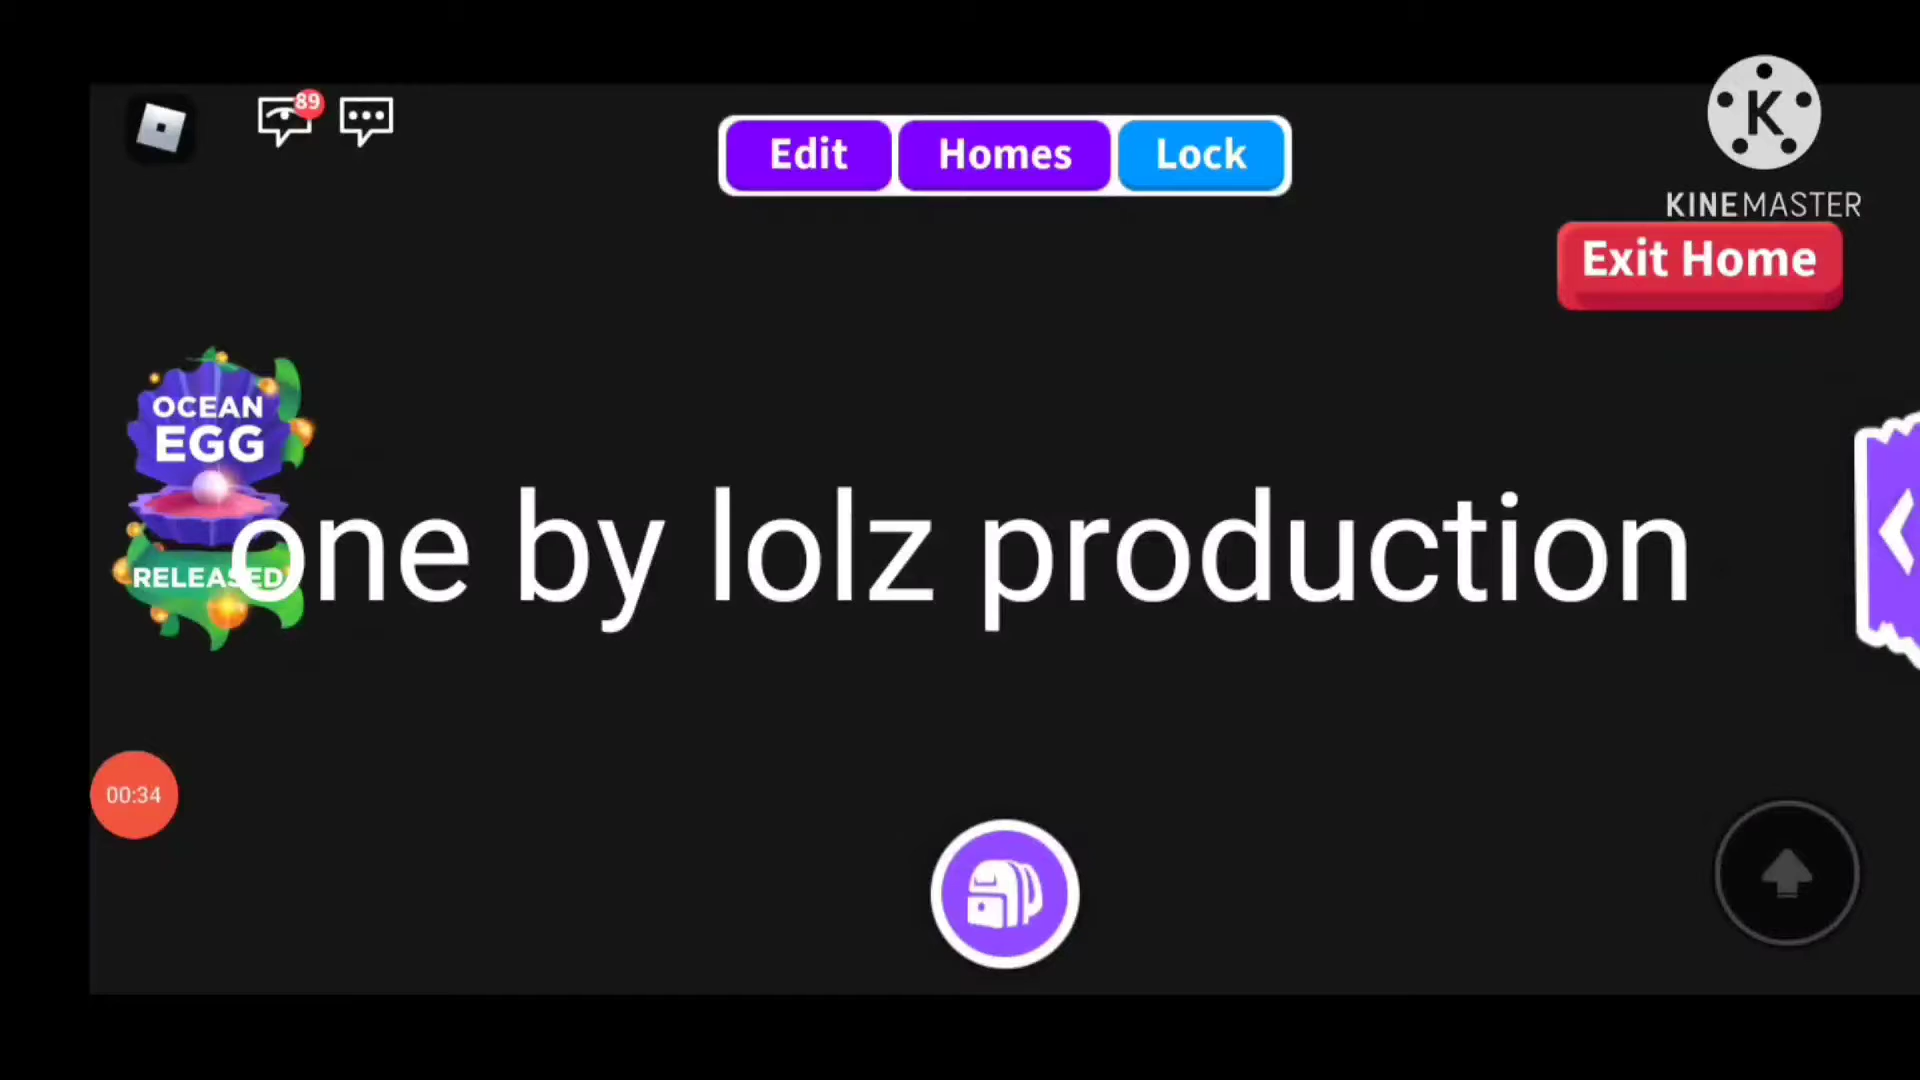 89
Edit Homes Lock
K
KINEMASTER
Exit Home
OCEAN
EGG
RELEASED
one by lolz production
00:34